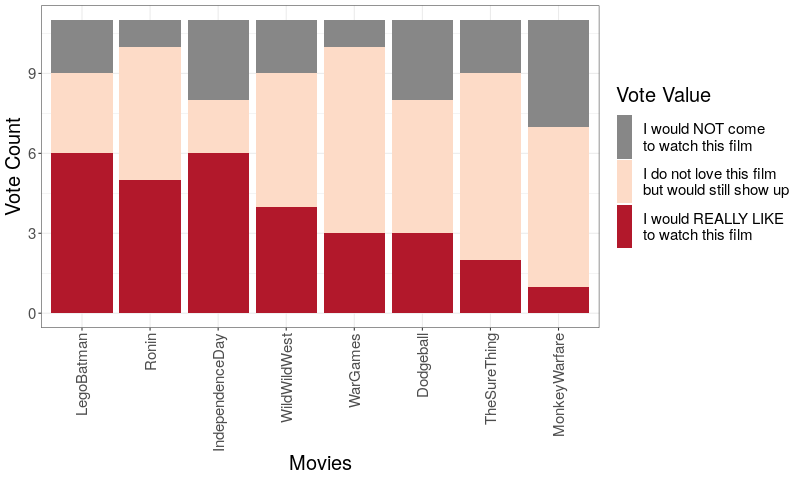 Vote Count
9
6
3
0
LegoBatman
Ronin
IndependenceDay
WildWildWest
WarGames
Dodgeball
TheSureThing
MonkeyWarfare
Movies
Vote Value
I would NOT come
to watch this film
I do not love this film
but would still show up
I would REALLY LIKE
to watch this film